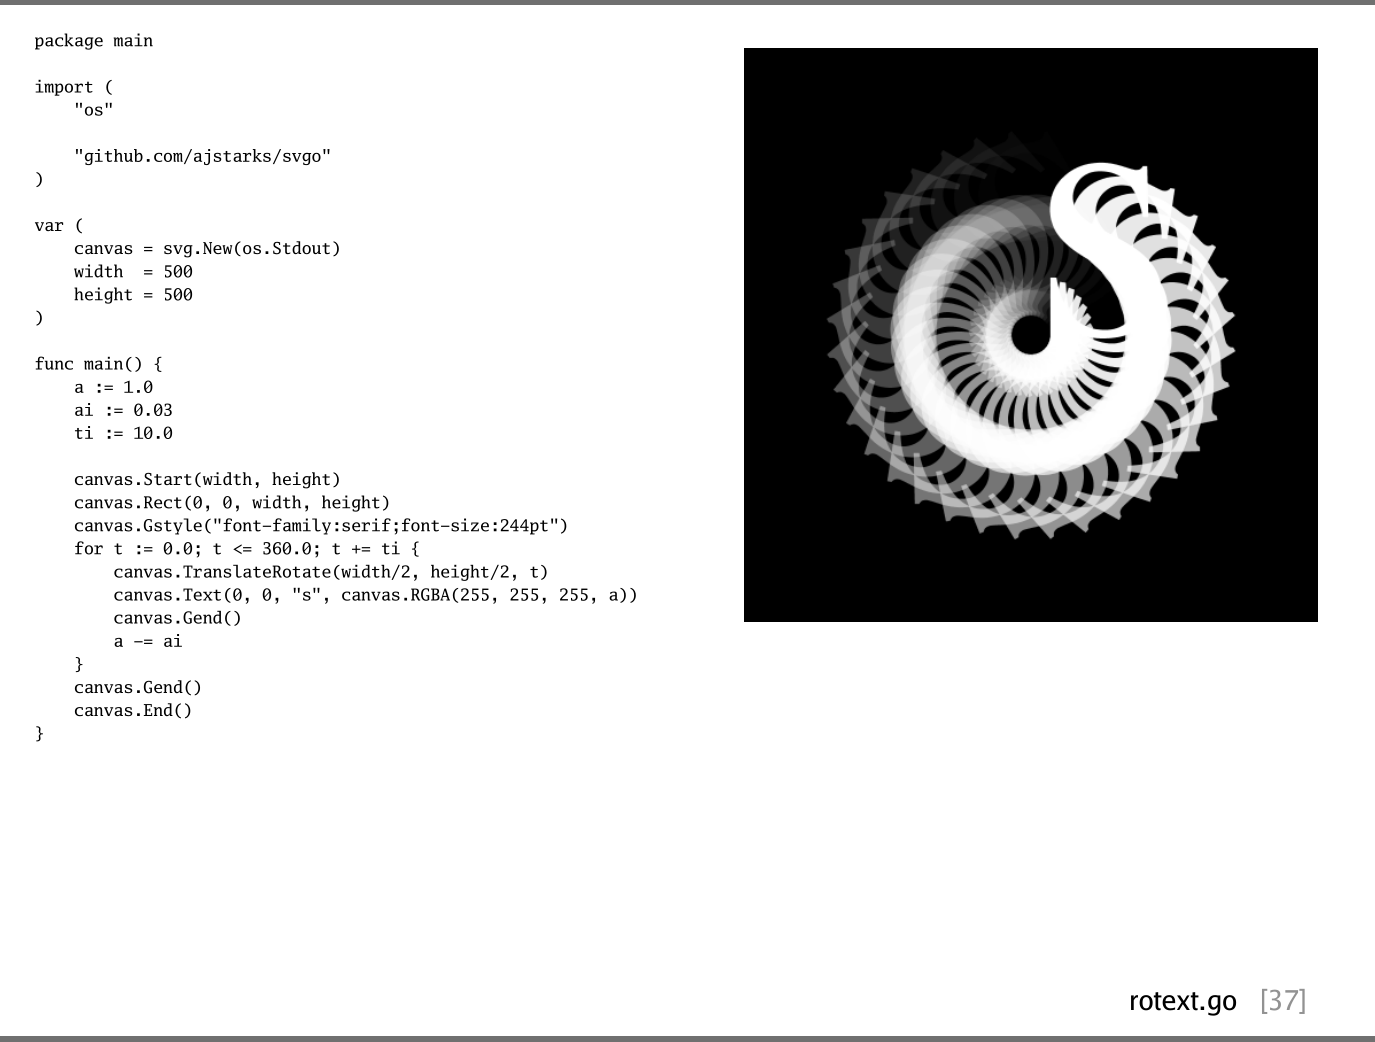 package main

import (
    "os"

    "github.com/ajstarks/svgo"
)

var (
    canvas = svg.New(os.Stdout)
    width  = 500
    height = 500
)

func main() {
    a := 1.0
    ai := 0.03
    ti := 10.0

    canvas.Start(width, height)
    canvas.Rect(0, 0, width, height)
    canvas.Gstyle("font-family:serif;font-size:244pt")
    for t := 0.0; t <= 360.0; t += ti {
        canvas.TranslateRotate(width/2, height/2, t)
        canvas.Text(0, 0, "s", canvas.RGBA(255, 255, 255, a))
        canvas.Gend()
        a -= ai
    }
    canvas.Gend()
    canvas.End()
}
rotext.go [37]